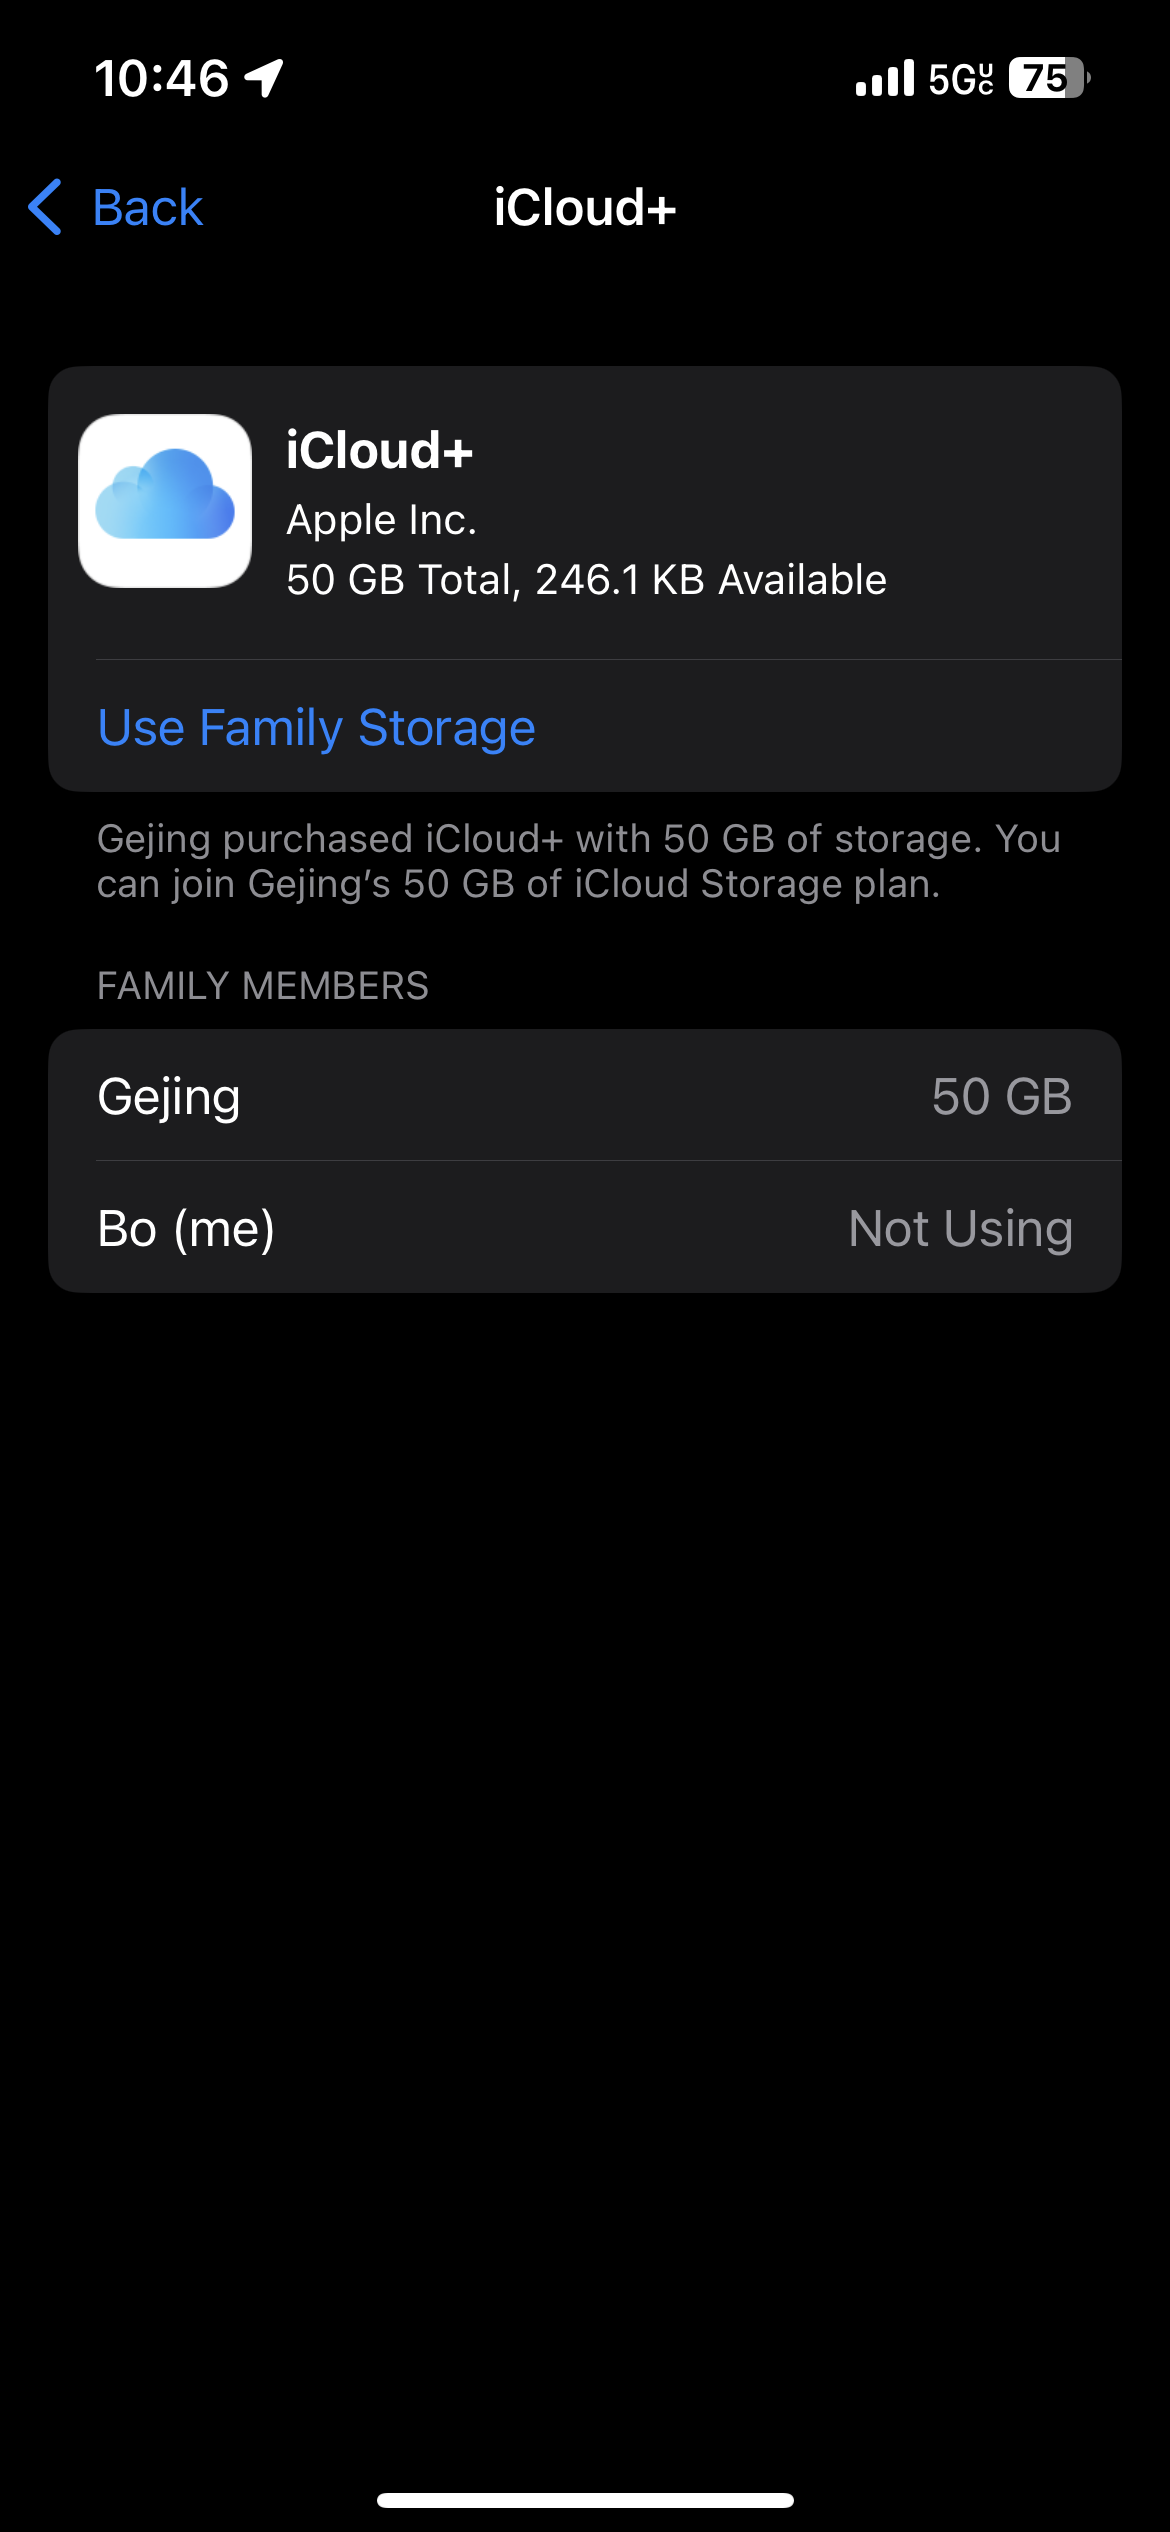 10:46
5GUC 75
Back
iCloud+
iCloud+
Apple Inc.
50 GB Total, 246.1 KB Available
Use Family Storage
Gejing purchased iCloud+ with 50 GB of storage. You
can join Gejing’s 50 GB of iCloud Storage plan.
FAMILY MEMBERS
Gejing 50 GB
Bo (me) Not Using